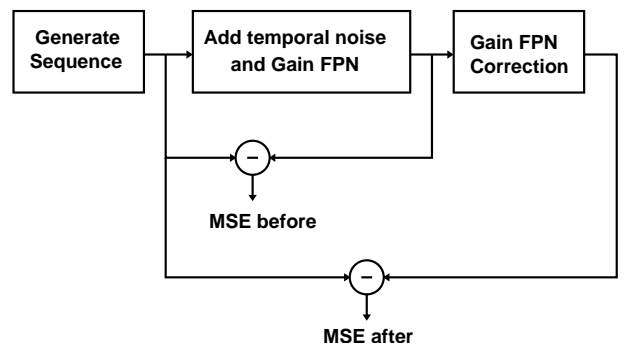 Generate
Sequence
Add temporal noise
and Gain FPN
Gain FPN
Correction
−
MSE before
−
MSE after